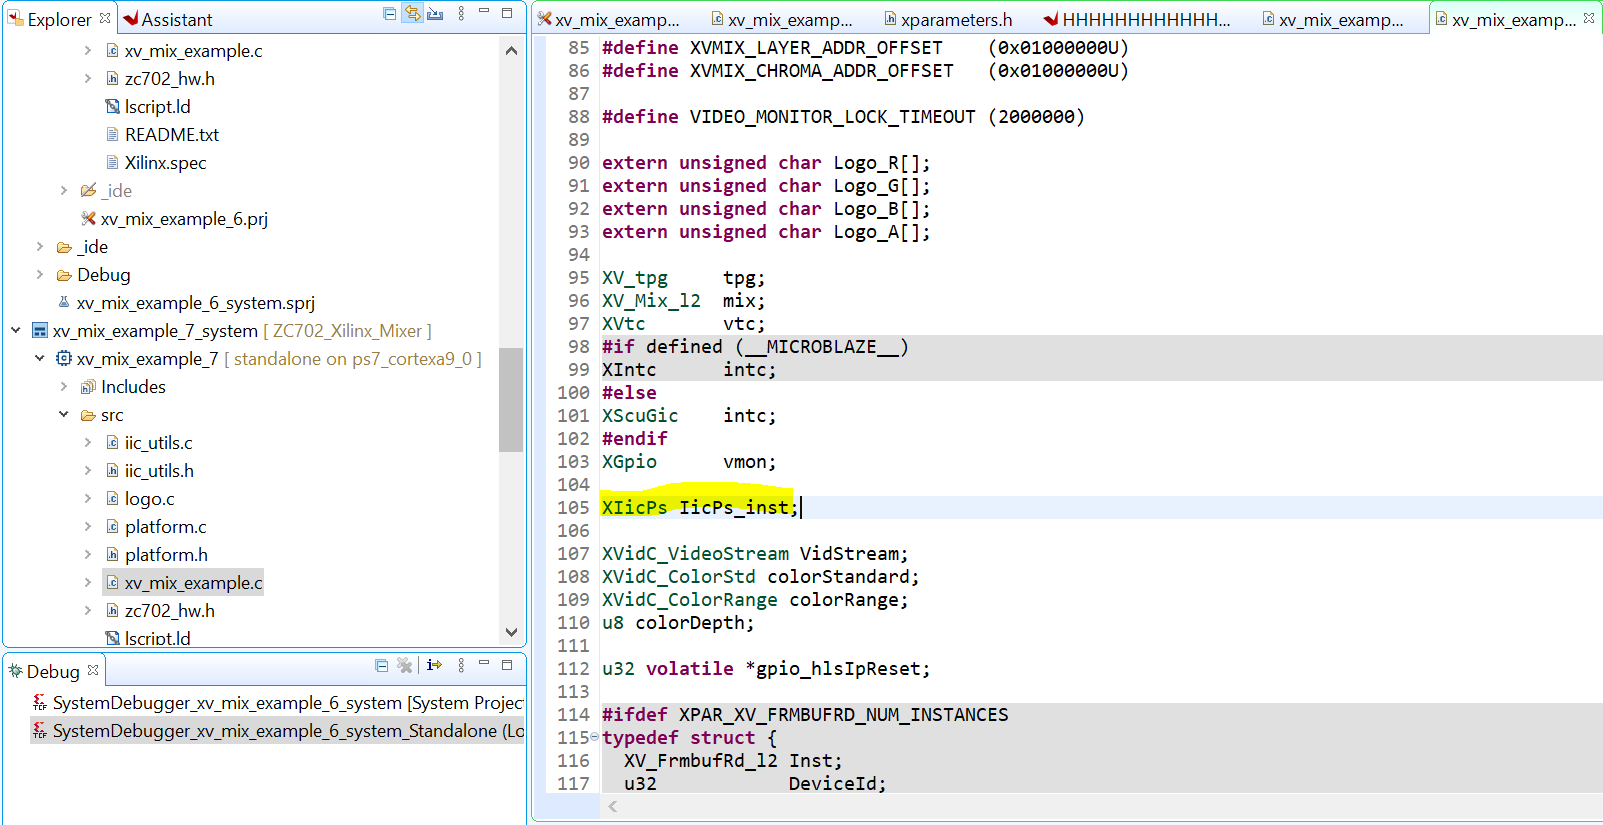 Explorer
Assistant
xv_mix_example.c
zc702_hw.h
lscript.ld
README.txt
Xilinx.spec
_ide
xv_mix_example_6.prj
_ide
Debug
xv_mix_example_6_system.sprj
xv_mix_example_7_system [ ZC702_Xilinx_Mixer ]
xv_mix_example_7 [ standalone on ps7_cortexa9_0 ]
Includes
src
iic_utils.c
iic_utils.h
logo.c
platform.c
platform.h
xv_mix_example.c
zc702_hw.h
lscript.ld
Debug
SystemDebugger_xv_mix_example_6_system [System Projec
SystemDebugger_xv_mix_example_6_system_Standalone (Lo
xv_mix_examp...
xv_mix_examp...
xparameters.h
HHHHHHHHHHHH...
xv_mix_examp...
xv_mix_examp...
85 #define XVMIX_LAYER_ADDR_OFFSET (0x01000000U)
86 #define XVMIX_CHROMA_ADDR_OFFSET (0x01000000U)
87
88 #define VIDEO_MONITOR_LOCK_TIMEOUT (2000000)
89
90 extern unsigned char Logo_R[];
91 extern unsigned char Logo_G[];
92 extern unsigned char Logo_B[];
93 extern unsigned char Logo_A[];
94
95 XV_tpg tpg;
96 XV_Mix_l2 mix;
97 XVtc vtc;
98 #if defined (__MICROBLAZE__)
99 XIntc intc;
100 #else
101 XScuGic intc;
102 #endif
103 XGpio vmon;
104
105 XIicPs IicPs_inst;
106
107 XVidC_VideoStream VidStream;
108 XVidC_ColorStd colorStandard;
109 XVidC_ColorRange colorRange;
110 u8 colorDepth;
111
112 u32 volatile *gpio_hlsIpReset;
113
114 #ifdef XPAR_XV_FRMBUFRD_NUM_INSTANCES
115 typedef struct {
116 XV_FrmbufRd_l2 Inst;
117 u32 DeviceId;